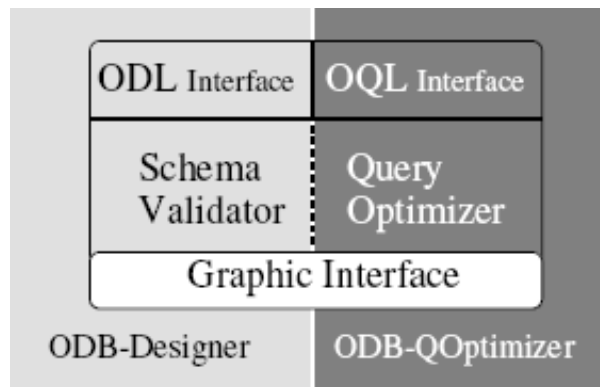 ODL Interface OQL Interface
Schema Query
Validator Optimizer
Graphic Interface
ODB-Designer ODB-QOptimizer